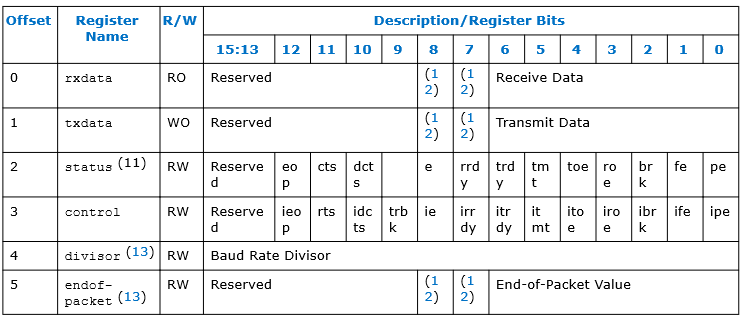 Offset Register Name R/W Description/Register Bits
15:13 12 11 10 9 8 7 6 5 4 3 2 1 0
0 rxdata RO Reserved (12) (12) Receive Data
1 txdata WO Reserved (12) (12) Transmit Data
2 status (11) RW Reserved eop cts dcts e rrdy trdy tmt toe roe brk fe pe
3 control RW Reserved ieop rts idcts trbk ie irrdy itrdy itmt itoe iroe ibrk ife ipe
4 divisor (13) RW Baud Rate Divisor
5 endof-packet (13) RW Reserved (12) (12) End-of-Packet Value